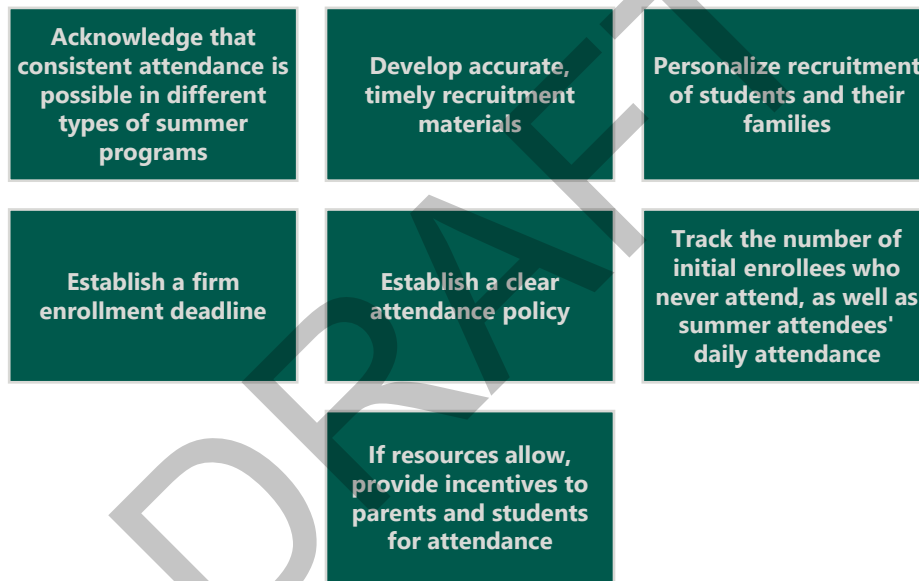 Acknowledge that
consistent attendance is
possible in different
types of summer
programs
Develop accurate,
timely recruitment
materials
Personalize recruitment
of students and their
families
Establish a firm
enrollment deadline
Establish a clear
attendance policy
Track the number of
initial enrollees who
never attend, as well as
summer attendees'
daily attendance
If resources allow,
provide incentives to
parents and students
for attendance
DRAFT